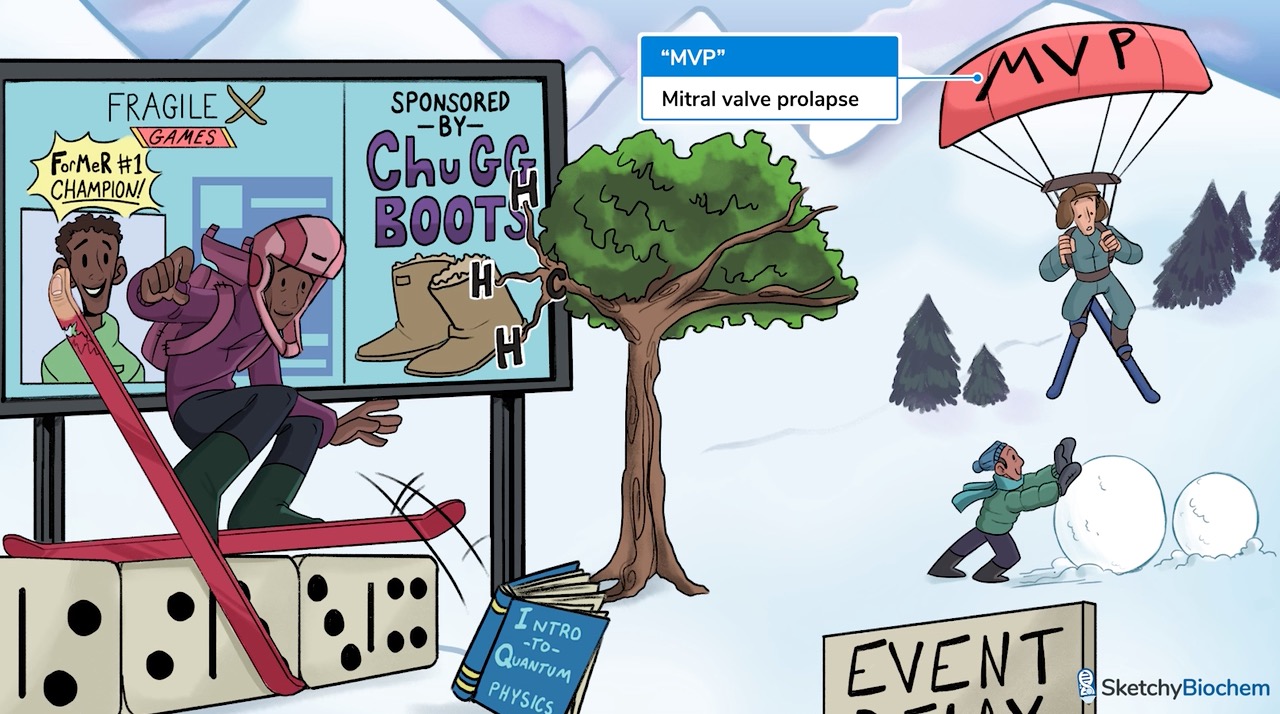 FRAGILE X
GAMES
FORMER #1
CHAMPION!
SPONSORED
-BY-
ChuGG
BOOTS
H
H
C
H
“MVP”
Mitral valve prolapse
MVP
INTRO
-TO-
QUANTUM
PHYSICS
EVENT
DELAY
SketchyBiochem